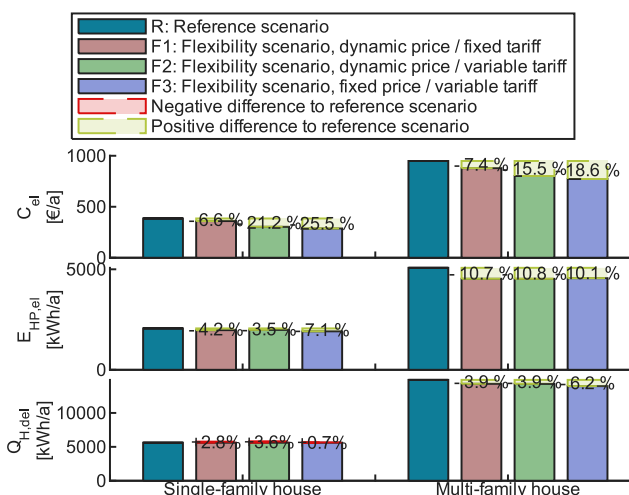 R: Reference scenario
F1: Flexibility scenario, dynamic price / fixed tariff
F2: Flexibility scenario, dynamic price / variable tariff
F3: Flexibility scenario, fixed price / variable tariff
Negative difference to reference scenario
Positive difference to reference scenario
C_el [€/a]
1000
500
0
-6.6 %
-21.2 %
-25.5 %
-7.4 %
-15.5 %
-18.6 %
E_HP,el [kWh/a]
5000
0
-4.2 %
-3.5 %
-7.1 %
-10.7 %
-10.8 %
-10.1 %
Q_H,del [kWh/a]
10000
5000
0
-2.8%
-3.6%
-0.7%
-3.9 %
-3.9 %
-6.2 %
Single-family house
Multi-family house